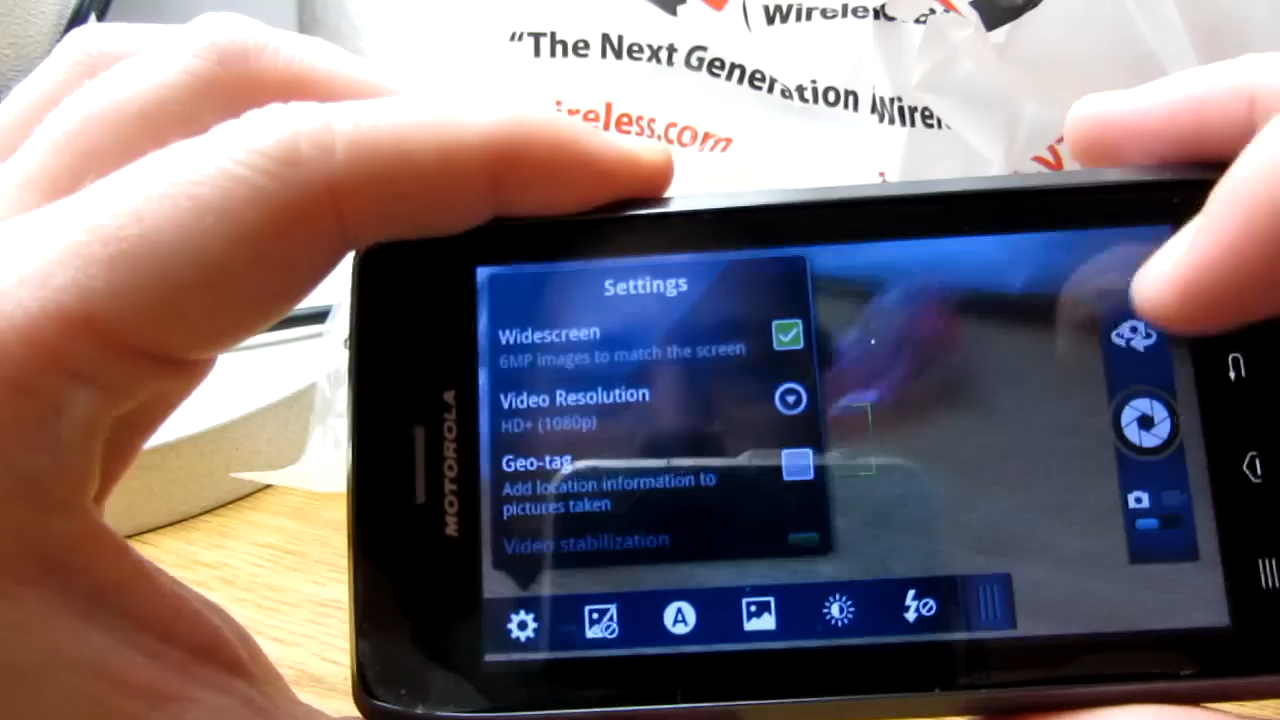 "The Next Generation
reless.com
MOTOROLA
Settings
Widescreen
6MP images to match the screen
Video Resolution
HD+ (1080p)
Geo-tag
Add location information to
pictures taken
Video stabilization
A